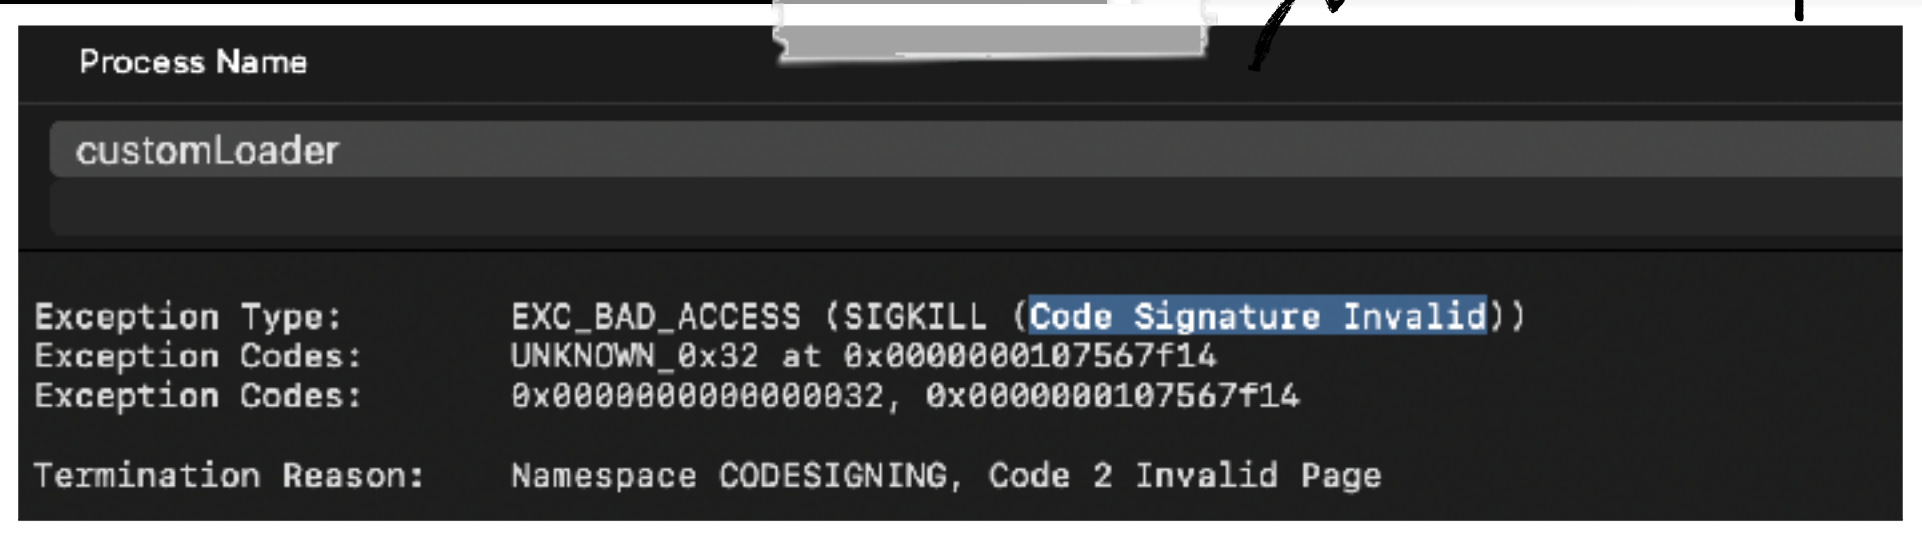 Process Name
customLoader
Exception Type: EXC_BAD_ACCESS (SIGKILL (Code Signature Invalid))
Exception Codes: UNKNOWN_0x32 at 0x0000000107567f14
Exception Codes: 0x0000000000000032, 0x0000000107567f14
Termination Reason: Namespace CODESIGNING, Code 2 Invalid Page